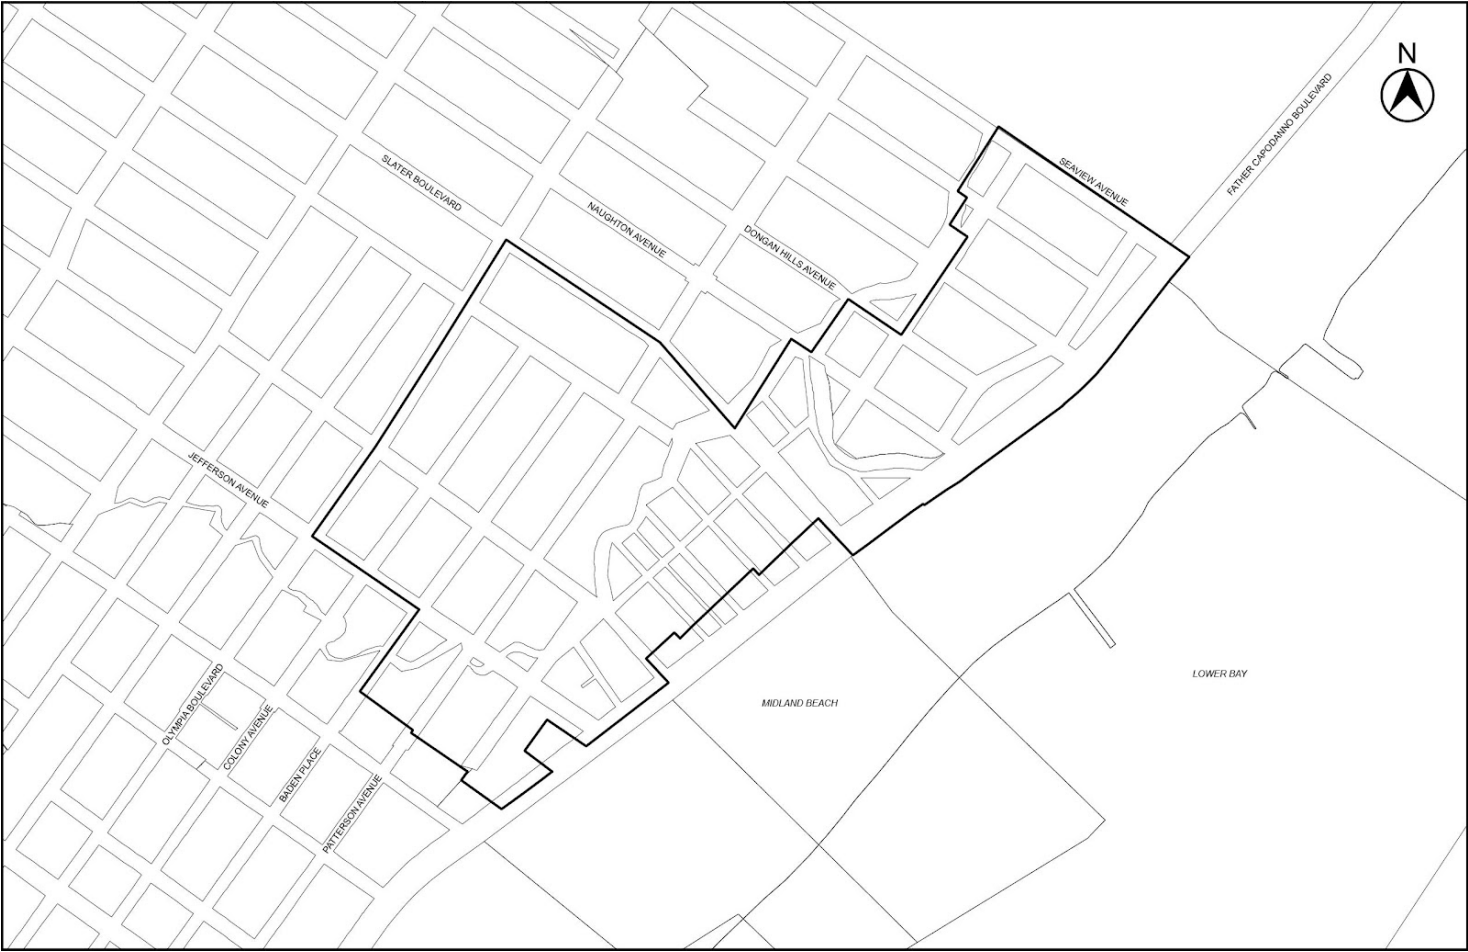 N
FATHER CAPODANNO BOULEVARD
SEAVIEW AVENUE
SLATER BOULEVARD
NAUGHTON AVENUE
DONGAN HILLS AVENUE
JEFFERSON AVENUE
LOWER BAY
MIDLAND BEACH
OLYMPIA BOULEVARD
COLONY AVENUE
BADEN PLACE
PATTERSON AVENUE